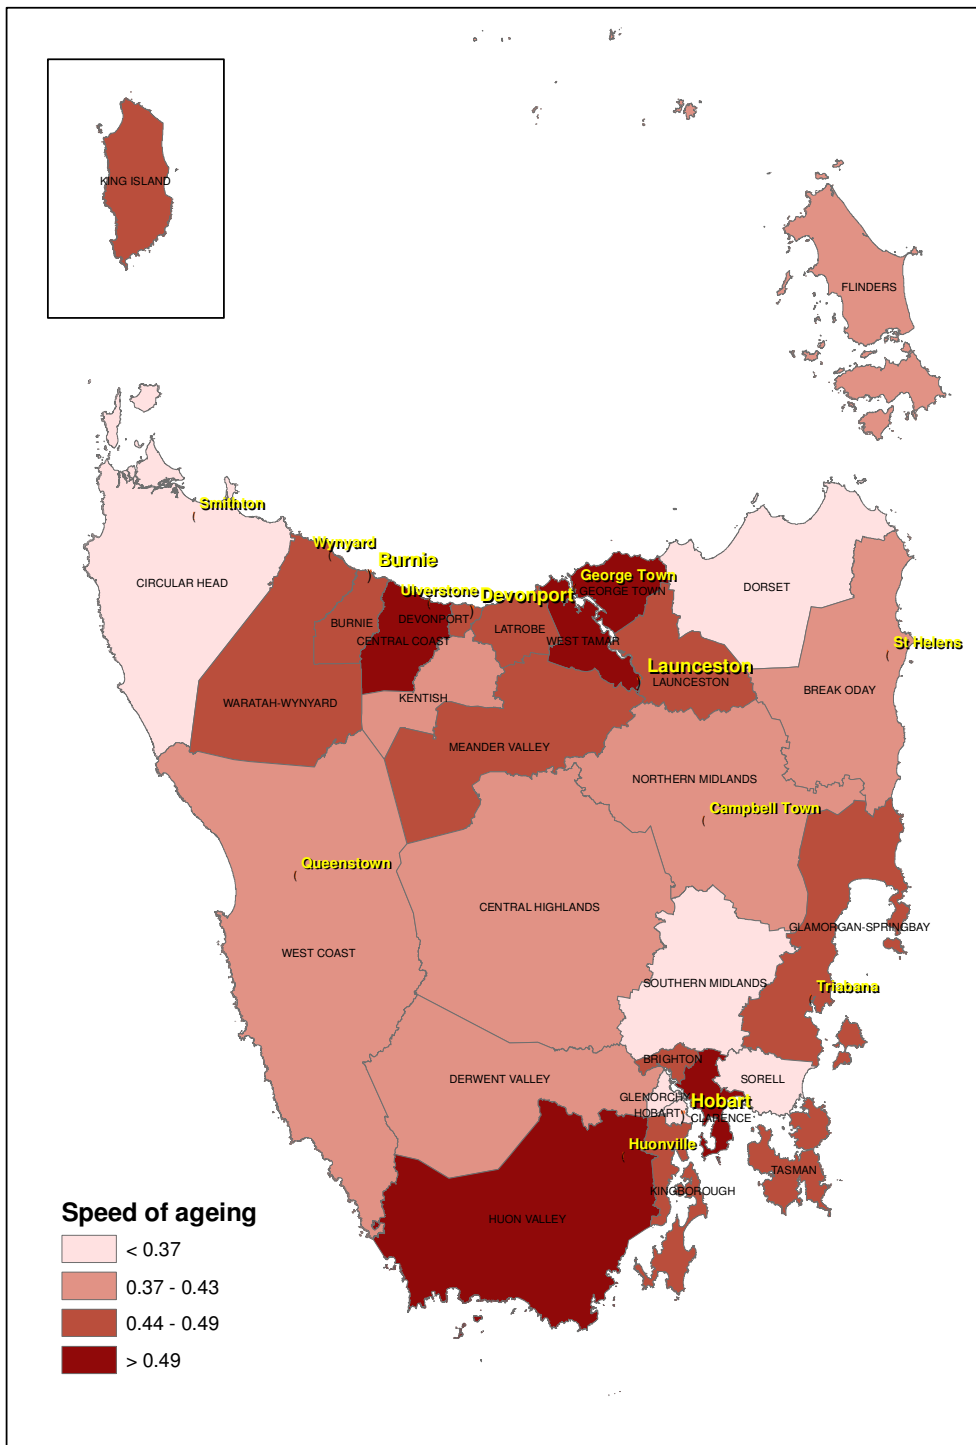 KING ISLAND
FLINDERS
Smithton
CIRCULAR HEAD
Wynyard
Burnie
BURNIE
Ulverstone
Devonport
DEVONPORT
CENTRAL COAST
LATROBE
George Town
GEORGE TOWN
WEST TAMAR
DORSET
St Helens
Launceston
LAUNCESTON
BREAK ODAY
WARATAH-WYNYARD
KENTISH
MEANDER VALLEY
NORTHERN MIDLANDS
Campbell Town
Queenstown
CENTRAL HIGHLANDS
WEST COAST
GLAMORGAN-SPRINGBAY
SOUTHERN MIDLANDS
Triabana
BRIGHTON
DERWENT VALLEY
SORELL
GLENORCHY
Hobart
HOBART
CLARENCE
Huonville
TASMAN
KINGBOROUGH
HUON VALLEY
Speed of ageing
< 0.37
0.37 - 0.43
0.44 - 0.49
> 0.49